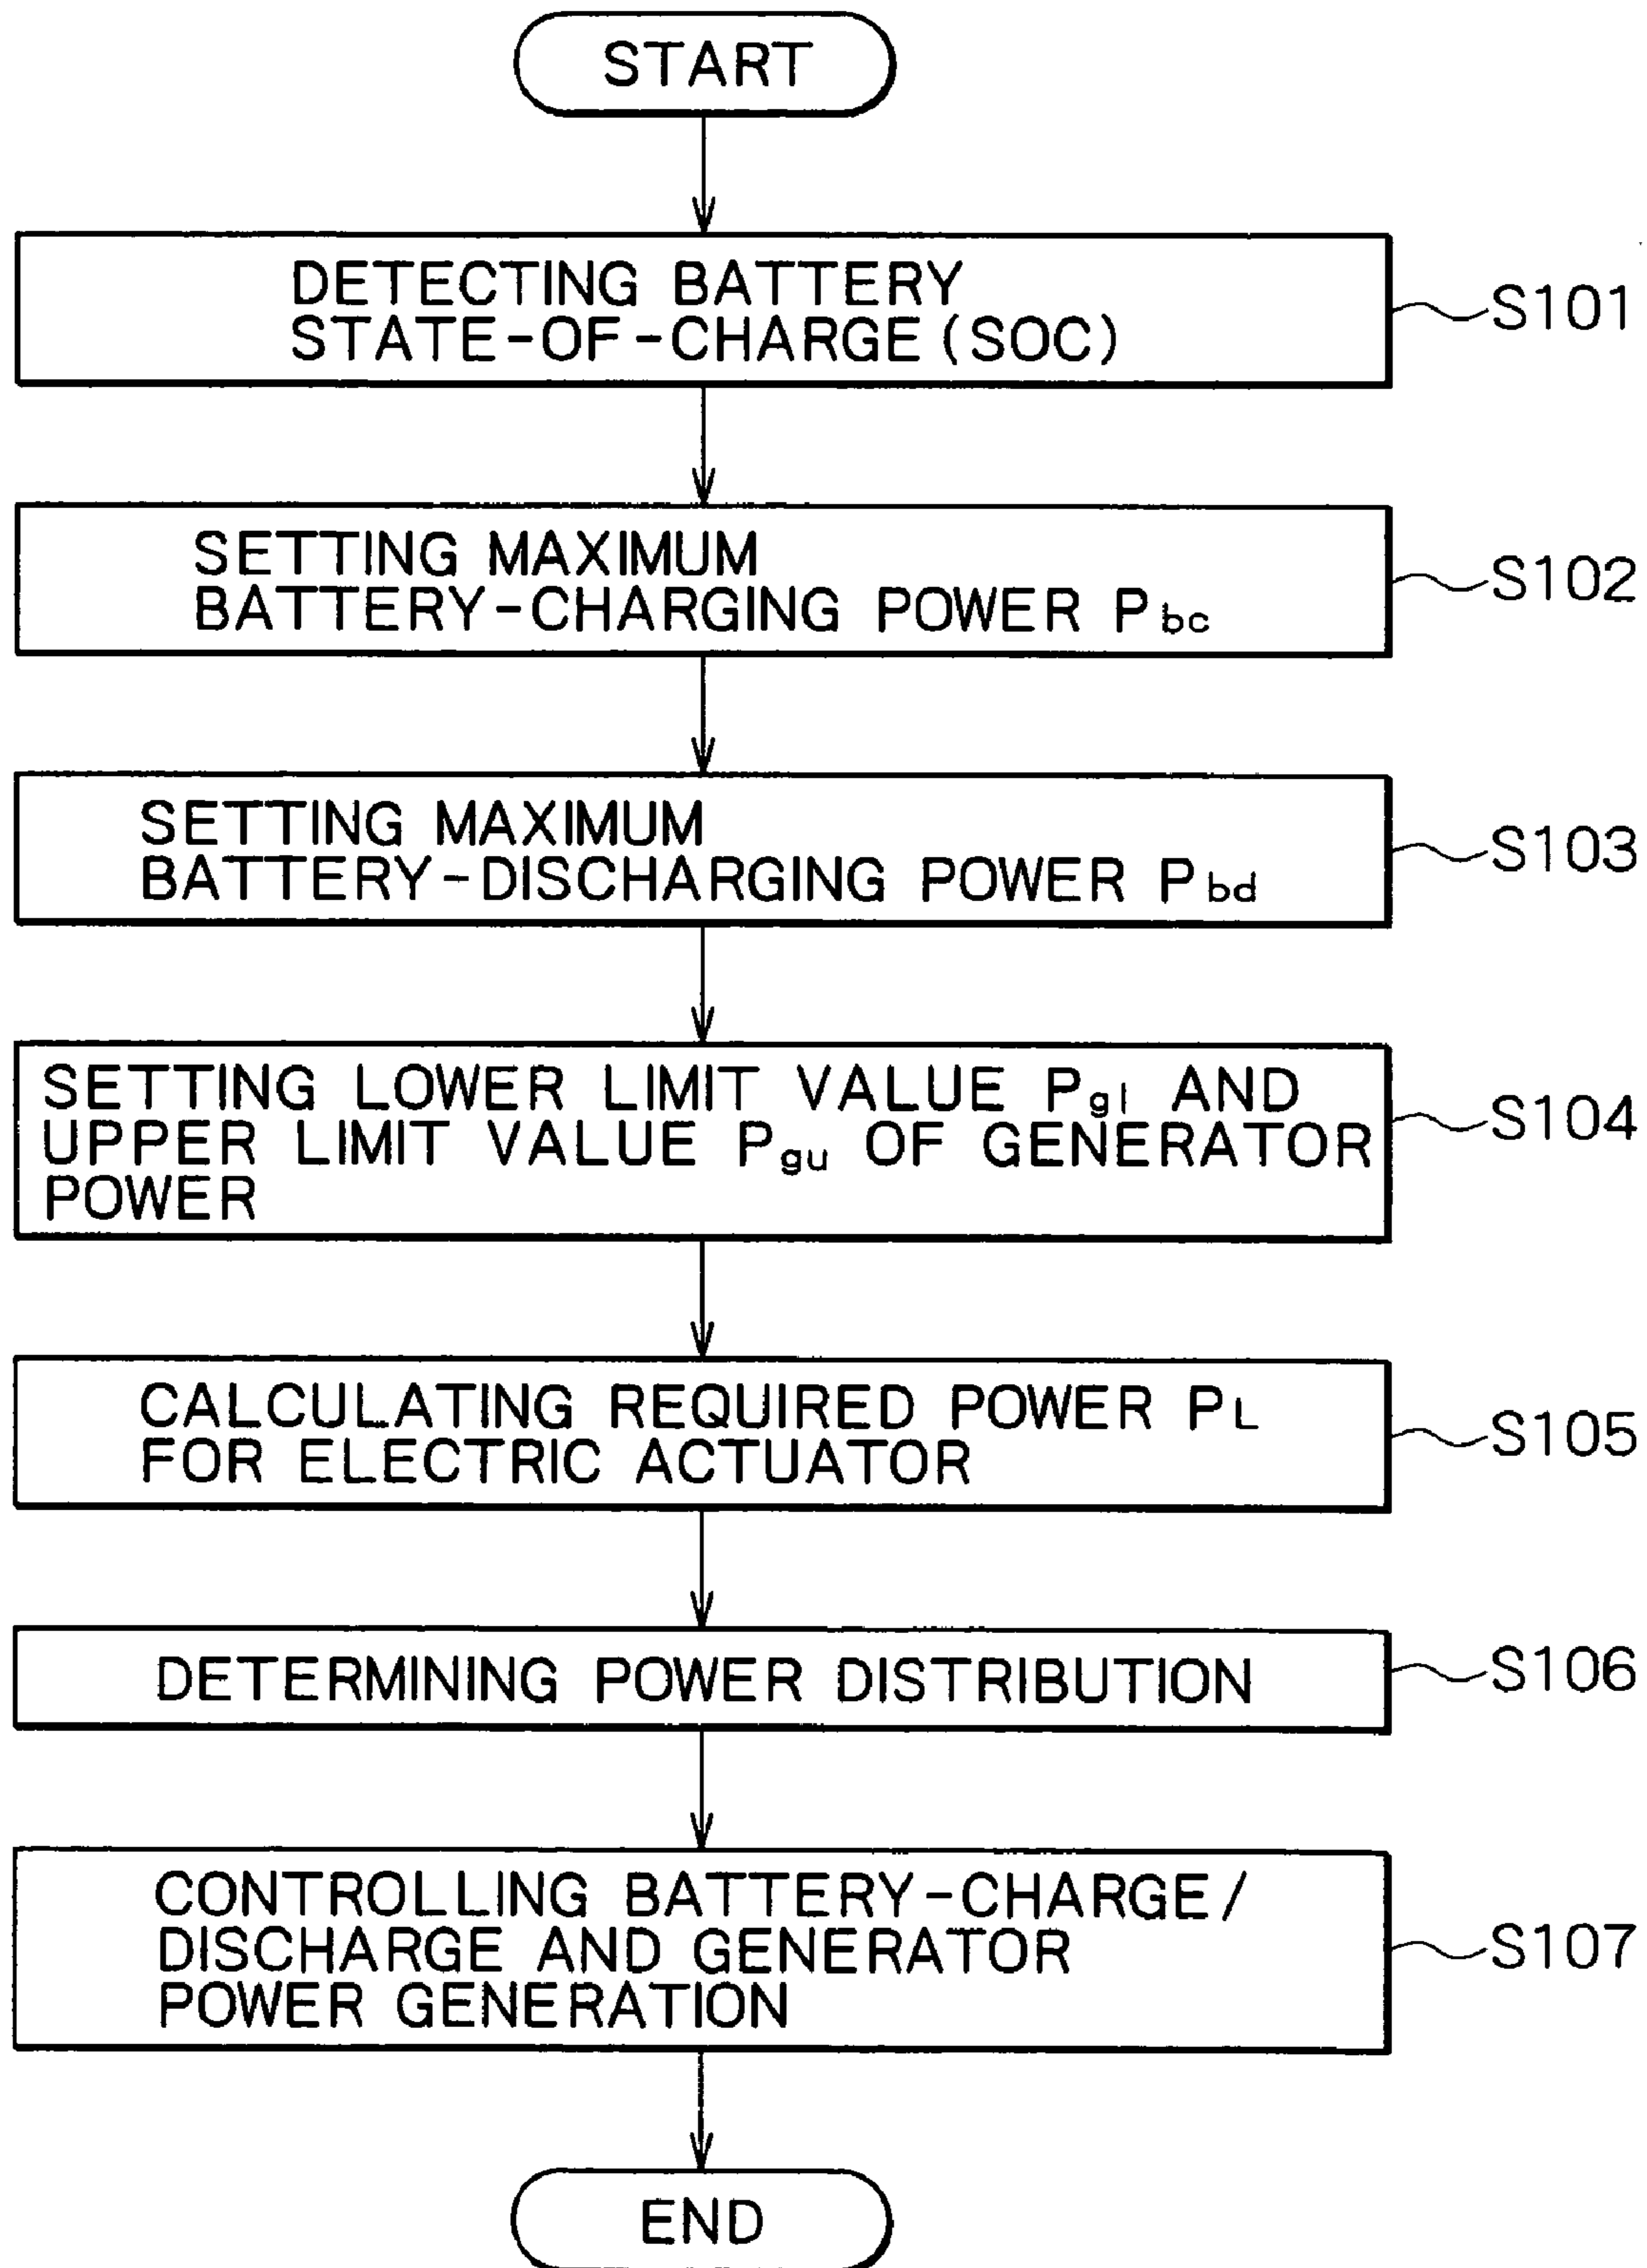 START
DETECTING BATTERY
STATE-OF-CHARGE (SOC)
S101
SETTING MAXIMUM
BATTERY-CHARGING POWER Pbc
S102
SETTING MAXIMUM
BATTERY-DISCHARGING POWER Pbd
S103
SETTING LOWER LIMIT VALUE Pgl AND
UPPER LIMIT VALUE Pgu OF GENERATOR
POWER
S104
CALCULATING REQUIRED POWER PL
FOR ELECTRIC ACTUATOR
S105
DETERMINING POWER DISTRIBUTION
S106
CONTROLLING BATTERY-CHARGE/
DISCHARGE AND GENERATOR
POWER GENERATION
S107
END